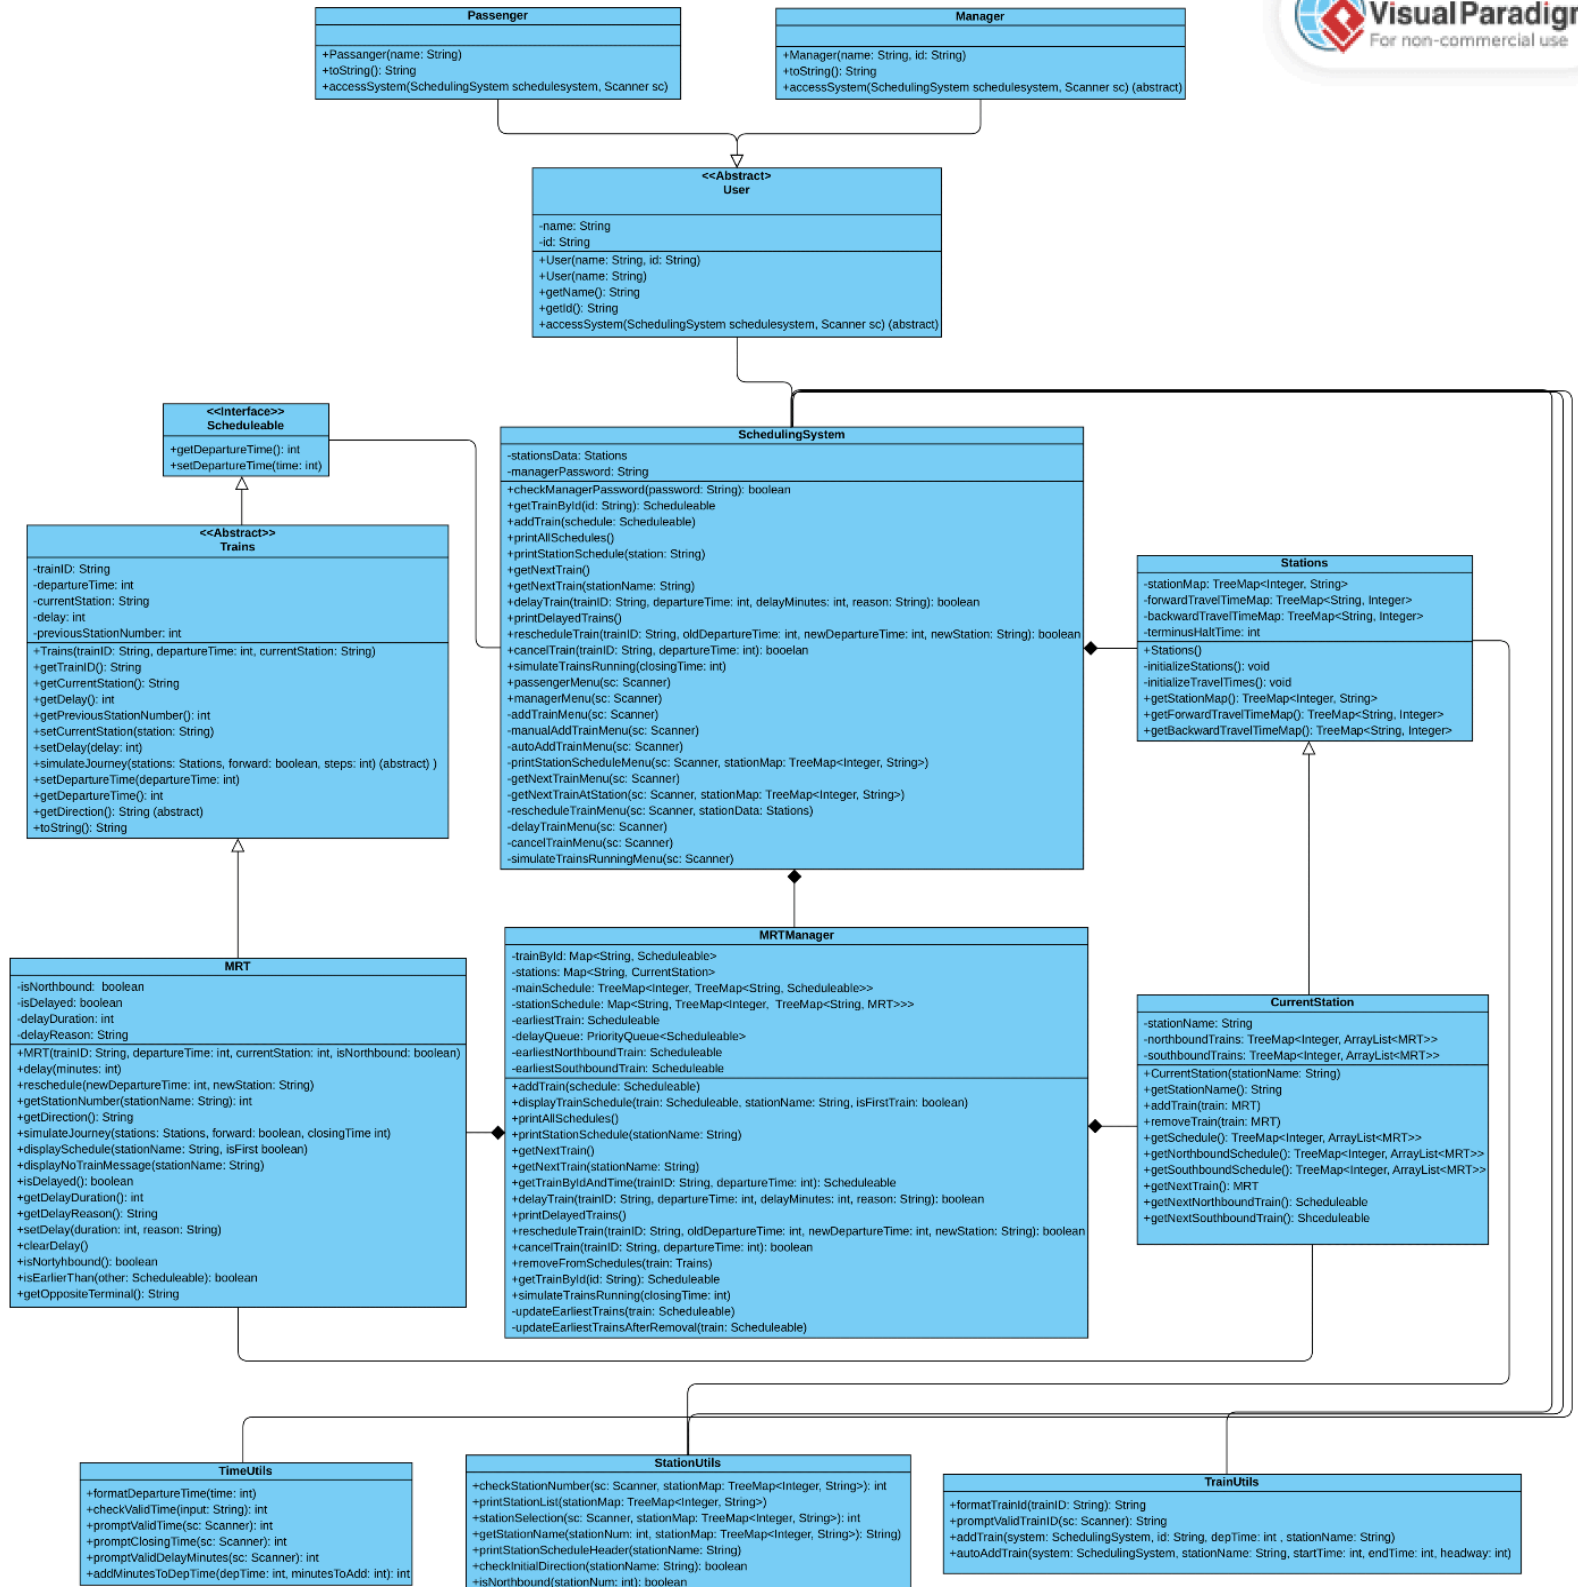 Visual Paradigm
For non-commercial use
Passenger
+Passanger(name: String)
+toString(): String
+accessSystem(SchedulingSystem schedulesystem, Scanner sc)
Manager
+Manager(name: String, id: String)
+toString(): String
+accessSystem(SchedulingSystem schedulesystem, Scanner sc) (abstract)
<<Abstract>
User
-name: String
-id: String
+User(name: String, id: String)
+User(name: String)
+getName(): String
+getId(): String
+accessSystem(SchedulingSystem schedulesystem, Scanner sc) (abstract)
<<Interface>>
Scheduleable
+getDepartureTime(): int
+setDepartureTime(time: int)
SchedulingSystem
-stationsData: Stations
-managerPassword: String
+checkManagerPassword(password: String): boolean
+getTrainById(id: String): Scheduleable
+addTrain(schedule: Scheduleable)
+printAllSchedules()
+printStationSchedule(station: String)
+getNextTrain()
+getNextTrain(stationName: String)
+delayTrain(trainID: String, departureTime: int, delayMinutes: int, reason: String): boolean
+printDelayedTrains()
+rescheduleTrain(trainID: String, oldDepartureTime: int, newDepartureTime: int, newStation: String): boolean
+cancelTrain(trainID: String, departureTime: int): booelan
+simulateTrainsRunning(closingTime: int)
+passengerMenu(sc: Scanner)
+managerMenu(sc: Scanner)
-addTrainMenu(sc: Scanner)
-manualAddTrainMenu(sc: Scanner)
-autoAddTrainMenu(sc: Scanner)
-printStationScheduleMenu(sc: Scanner, stationMap: TreeMap<Integer, String>)
-getNextTrainMenu(sc: Scanner)
-getNextTrainAtStation(sc: Scanner, stationMap: TreeMap<Integer, String>)
-rescheduleTrainMenu(sc: Scanner, stationData: Stations)
-delayTrainMenu(sc: Scanner)
-cancelTrainMenu(sc: Scanner)
-simulateTrainsRunningMenu(sc: Scanner)
<<Abstract>>
Trains
-trainID: String
-departureTime: int
-currentStation: String
-delay: int
-previousStationNumber: int
+Trains(trainID: String, departureTime: int, currentStation: String)
+getTrainID(): String
+getCurrentStation(): String
+getDelay(): int
+getPreviousStationNumber(): int
+setCurrentStation(station: String)
+setDelay(delay: int)
+simulateJourney(stations: Stations, forward: boolean, steps: int) (abstract) )
+setDepartureTime(departureTime: int)
+getDepartureTime(): int
+getDirection(): String (abstract)
+toString(): String
Stations
-stationMap: TreeMap<Integer, String>
-forwardTravelTimeMap: TreeMap<String, Integer>
-backwardTravelTimeMap: TreeMap<String, Integer>
-terminusHaltTime: int
+Stations()
-initializeStations(): void
-initializeTravelTimes(): void
+getStationMap(): TreeMap<Integer, String>
+getForwardTravelTimeMap(): TreeMap<String, Integer>
+getBackwardTravelTimeMap(): TreeMap<String, Integer>
MRT
-isNorthbound:  boolean
-isDelayed: boolean
-delayDuration: int
-delayReason: String
+MRT(trainID: String, departureTime: int, currentStation: int, isNorthbound: boolean)
+delay(minutes: int)
+reschedule(newDepartureTime: int, newStation: String)
+getStationNumber(stationName: String): int
+getDirection(): String
+simulateJourney(stations: Stations, forward: boolean, closingTime int)
+displaySchedule(stationName: String, isFirst boolean)
+displayNoTrainMessage(stationName: String)
+isDelayed(): boolean
+getDelayDuration(): int
+getDelayReason(): String
+setDelay(duration: int, reason: String)
+clearDelay()
+isNortyhbound(): boolean
+isEarlierThan(other: Scheduleable): boolean
+getOppositeTerminal(): String
MRTManager
-trainById: Map<String, Scheduleable>
-stations: Map<String, CurrentStation>
-mainSchedule: TreeMap<Integer, TreeMap<String, Scheduleable>>
-stationSchedule: Map<String, TreeMap<Integer,  TreeMap<String, MRT>>>
-earliestTrain: Scheduleable
-delayQueue: PriorityQueue<Scheduleable>
-earliestNorthboundTrain: Scheduleable
-earliestSouthboundTrain: Scheduleable
+addTrain(schedule: Scheduleable)
+displayTrainSchedule(train: Scheduleable, stationName: String, isFirstTrain: boolean)
+printAllSchedules()
+printStationSchedule(stationName: String)
+getNextTrain()
+getNextTrain(stationName: String)
+getTrainByIdAndTime(trainID: String, departureTime: int): Scheduleable
+delayTrain(trainID: String, departureTime: int, delayMinutes: int, reason: String): boolean
+printDelayedTrains()
+rescheduleTrain(trainID: String, oldDepartureTime: int, newDepartureTime: int, newStation: String): boolean
+cancelTrain(trainID: String, departureTime: int): boolean
+removeFromSchedules(train: Trains)
+getTrainById(id: String): Scheduleable
+simulateTrainsRunning(closingTime: int)
-updateEarliestTrains(train: Scheduleable)
-updateEarliestTrainsAfterRemoval(train: Scheduleable)
CurrentStation
-stationName: String
-northboundTrains: TreeMap<Integer, ArrayList<MRT>>
-southboundTrains: TreeMap<Integer, ArrayList<MRT>>
+CurrentStation(stationName: String)
+getStationName(): String
+addTrain(train: MRT)
+removeTrain(train: MRT)
+getSchedule(): TreeMap<Integer, ArrayList<MRT>>
+getNorthboundSchedule(): TreeMap<Integer, ArrayList<MRT>>
+getSouthboundSchedule(): TreeMap<Integer, ArrayList<MRT>>
+getNextTrain(): MRT
+getNextNorthboundTrain(): Scheduleable
+getNextSouthboundTrain(): Shceduleable
TimeUtils
+formatDepartureTime(time: int)
+checkValidTime(input: String): int
+promptValidTime(sc: Scanner): int
+promptClosingTime(sc: Scanner): int
+promptValidDelayMinutes(sc: Scanner): int
+addMinutesToDepTime(depTime: int, minutesToAdd: int): int
StationUtils
+checkStationNumber(sc: Scanner, stationMap: TreeMap<Integer, String>): int
+printStationList(stationMap: TreeMap<Integer, String>)
+stationSelection(sc: Scanner, stationMap: TreeMap<Integer, String>): int
+getStationName(stationNum: int, stationMap: TreeMap<Integer, String>): String)
+printStationScheduleHeader(stationName: String)
+checkInitialDirection(stationName: String): boolean
+isNorthbound(stationNum: int): boolean
TrainUtils
+formatTrainId(trainID: String): String
+promptValidTrainID(sc: Scanner): String
+addTrain(system: SchedulingSystem, id: String, depTime: int , stationName: String)
+autoAddTrain(system: SchedulingSystem, stationName: String, startTime: int, endTime: int, headway: int)